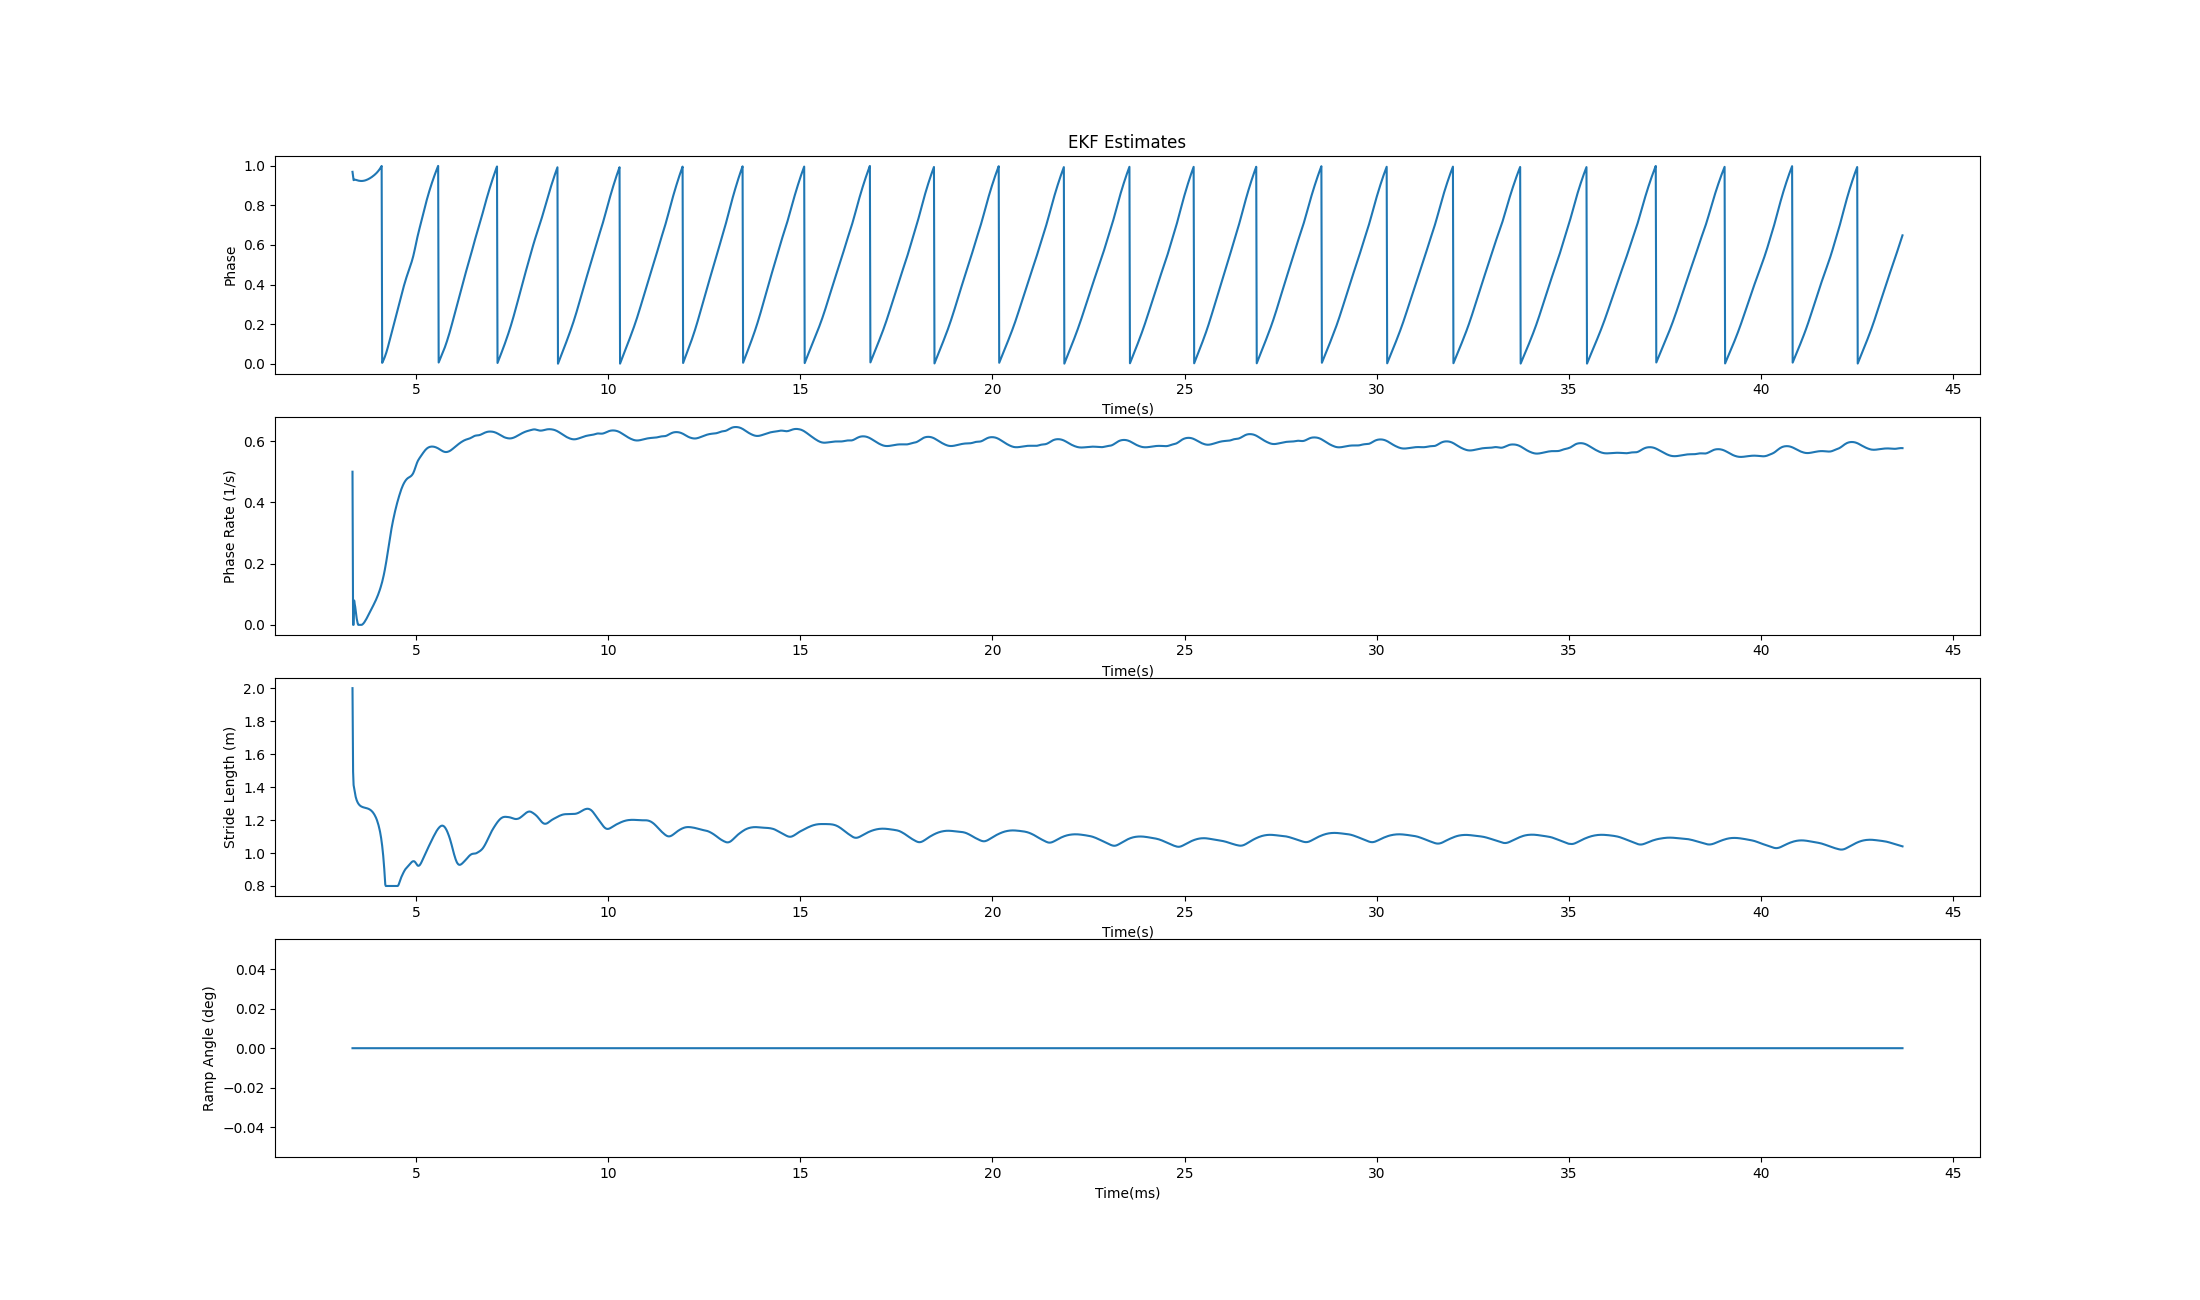 EKF Estimates
1.0
0.8
0.6
0.4
0.2
0.0
Phase
5 10 15 20 25 30 35 40 45
Time(s)
0.6
0.4
0.2
0.0
Phase Rate (1/s)
5 10 15 20 25 30 35 40 45
Time(s)
2.0
1.8
1.6
1.4
1.2
1.0
0.8
Stride Length (m)
5 10 15 20 25 30 35 40 45
Time(s)
0.04
0.02
0.00
−0.02
−0.04
Ramp Angle (deg)
5 10 15 20 25 30 35 40 45
Time(ms)